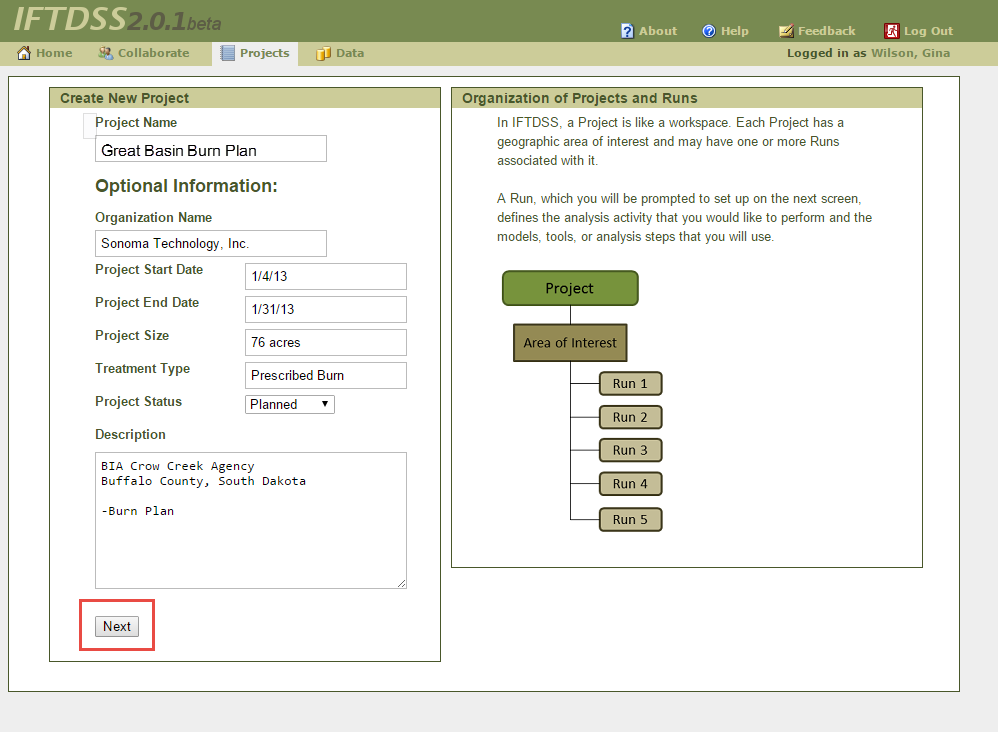 IFTDSS2.0.1beta
About Help Feedback Log Out
Home Collaborate Projects Data Logged in as Wilson, Gina
Create New Project
Project Name
Great Basin Burn Plan
Optional Information:
Organization Name
Sonoma Technology, Inc.
Project Start Date 1/4/13
Project End Date 1/31/13
Project Size 76 acres
Treatment Type Prescribed Burn
Project Status Planned
Description
BIA Crow Creek Agency
Buffalo County, South Dakota
-Burn Plan
Next
Organization of Projects and Runs
In IFTDSS, a Project is like a workspace. Each Project has a
geographic area of interest and may have one or more Runs
associated with it.
A Run, which you will be prompted to set up on the next screen,
defines the analysis activity that you would like to perform and the
models, tools, or analysis steps that you will use.
Project
Area of Interest
Run 1
Run 2
Run 3
Run 4
Run 5